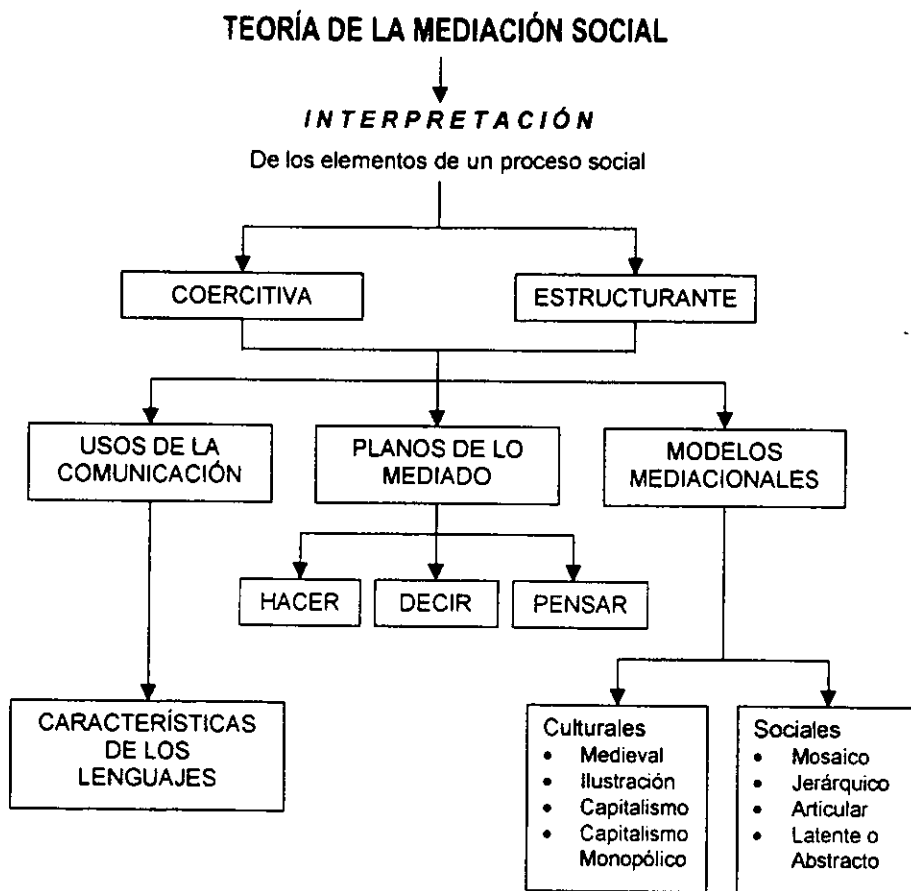 TEORÍA DE LA MEDIACIÓN SOCIAL
INTERPRETACIÓN
De los elementos de un proceso social
COERCITIVA
ESTRUCTURANTE
USOS DE LA
COMUNICACIÓN
PLANOS DE LO
MEDIADO
MODELOS
MEDIACIONALES
HACER
DECIR
PENSAR
CARACTERÍSTICAS
DE LOS
LENGUAJES
Culturales
• Medieval
• Ilustración
• Capitalismo
• Capitalismo
Monopólico
Sociales
• Mosaico
• Jerárquico
• Articular
• Latente o
Abstracto